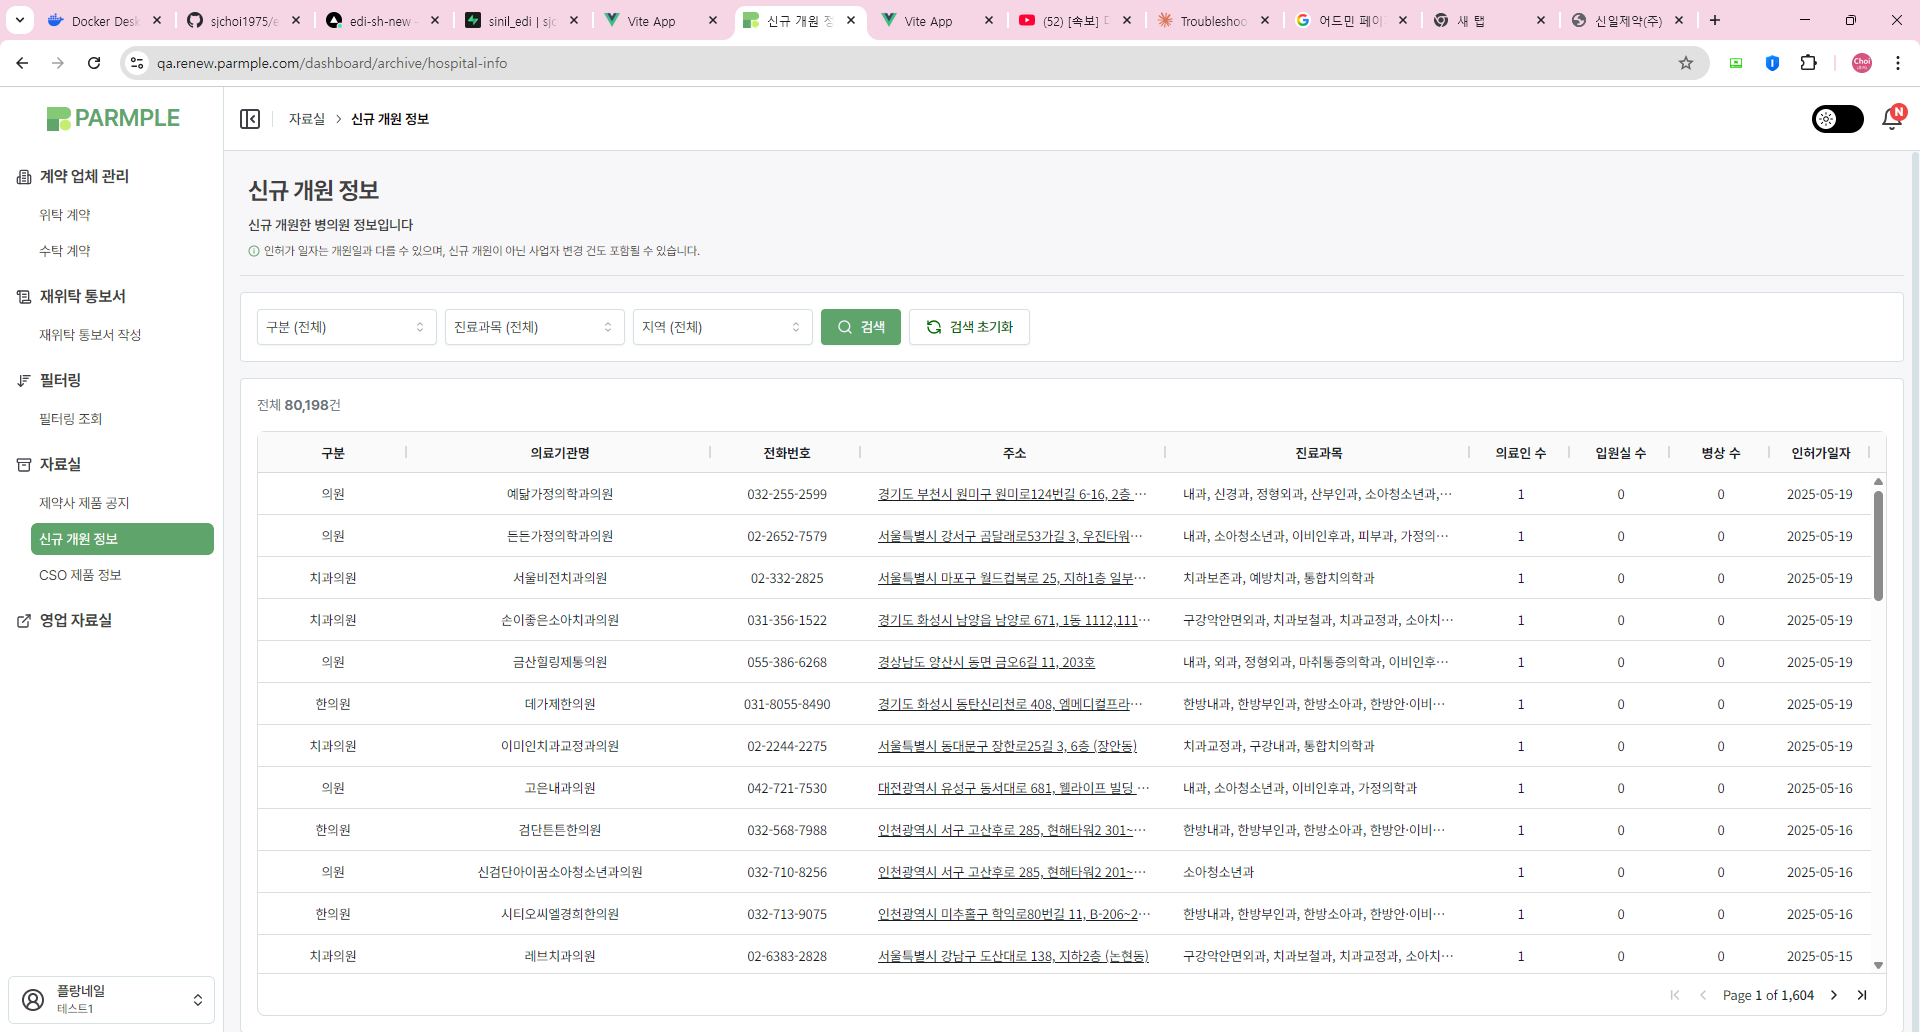 Docker Desk
sjchoi1975/e
edi-sh-new -
sinil_edi | sjc
Vite App
신규 개원 정
Vite App
(52) [속보]
Troubleshoo
어드민 페이
새 탭
신일제약(주)
qa.renew.parmple.com/dashboard/archive/hospital-info
Choi
PARMPLE
자료실 > 신규 개원 정보
N
계약 업체 관리
위탁 계약
수탁 계약
재위탁 통보서
재위탁 통보서 작성
필터링
필터링 조회
자료실
제약사 제품 공지
신규 개원 정보
CSO 제품 정보
영업 자료실
플랑네일
테스트1
신규 개원 정보
신규 개원한 병의원 정보입니다
인허가 일자는 개원일과 다를 수 있으며, 신규 개원이 아닌 사업자 변경 건도 포함될 수 있습니다.
구분 (전체) 진료과목 (전체) 지역 (전체) 검색 검색 초기화
전체 80,198건
구분 의료기관명 전화번호 주소 진료과목 의료인 수 입원실 수 병상 수 인허가일자
의원 예닮가정의학과의원 032-255-2599 경기도 부천시 원미구 원미로124번길 6-16, 2층 ... 내과, 신경과, 정형외과, 산부인과, 소아청소년과,... 1 0 0 2025-05-19
의원 든든가정의학과의원 02-2652-7579 서울특별시 강서구 곰달래로53가길 3, 우진타워... 내과, 소아청소년과, 이비인후과, 피부과, 가정의... 1 0 0 2025-05-19
치과의원 서울비전치과의원 02-332-2825 서울특별시 마포구 월드컵북로 25, 지하1층 일부... 치과보존과, 예방치과, 통합치의학과 1 0 0 2025-05-19
치과의원 손이좋은소아치과의원 031-356-1522 경기도 화성시 남양읍 남양로 671, 1동 1112,111... 구강악안면외과, 치과보철과, 치과교정과, 소아치... 1 0 0 2025-05-19
의원 금산힐링제통의원 055-386-6268 경상남도 양산시 동면 금오6길 11, 203호 내과, 외과, 정형외과, 마취통증의학과, 이비인후... 1 0 0 2025-05-19
한의원 데가제한의원 031-8055-8490 경기도 화성시 동탄신리천로 408, 엠메디컬프라... 한방내과, 한방부인과, 한방소아과, 한방안·이비... 1 0 0 2025-05-19
치과의원 이미인치과교정과의원 02-2244-2275 서울특별시 동대문구 장한로25길 3, 6층 (장안동) 치과교정과, 구강내과, 통합치의학과 1 0 0 2025-05-19
의원 고은내과의원 042-721-7530 대전광역시 유성구 동서대로 681, 웰라이프 빌딩 ... 내과, 소아청소년과, 이비인후과, 가정의학과 1 0 0 2025-05-16
한의원 검단튼튼한의원 032-568-7988 인천광역시 서구 고산후로 285, 현해타워2 301~... 한방내과, 한방부인과, 한방소아과, 한방안·이비... 1 0 0 2025-05-16
의원 신검단아이꿈소아청소년과의원 032-710-8256 인천광역시 서구 고산후로 285, 현해타워2 201~... 소아청소년과 1 0 0 2025-05-16
한의원 시티오씨엘경희한의원 032-713-9075 인천광역시 미추홀구 학익로80번길 11, B-206~2... 한방내과, 한방부인과, 한방소아과, 한방안·이비... 1 0 0 2025-05-16
치과의원 레브치과의원 02-6383-2828 서울특별시 강남구 도산대로 138, 지하2층 (논현동) 구강악안면외과, 치과보철과, 치과교정과, 소아치... 1 0 0 2025-05-15
Page 1 of 1,604